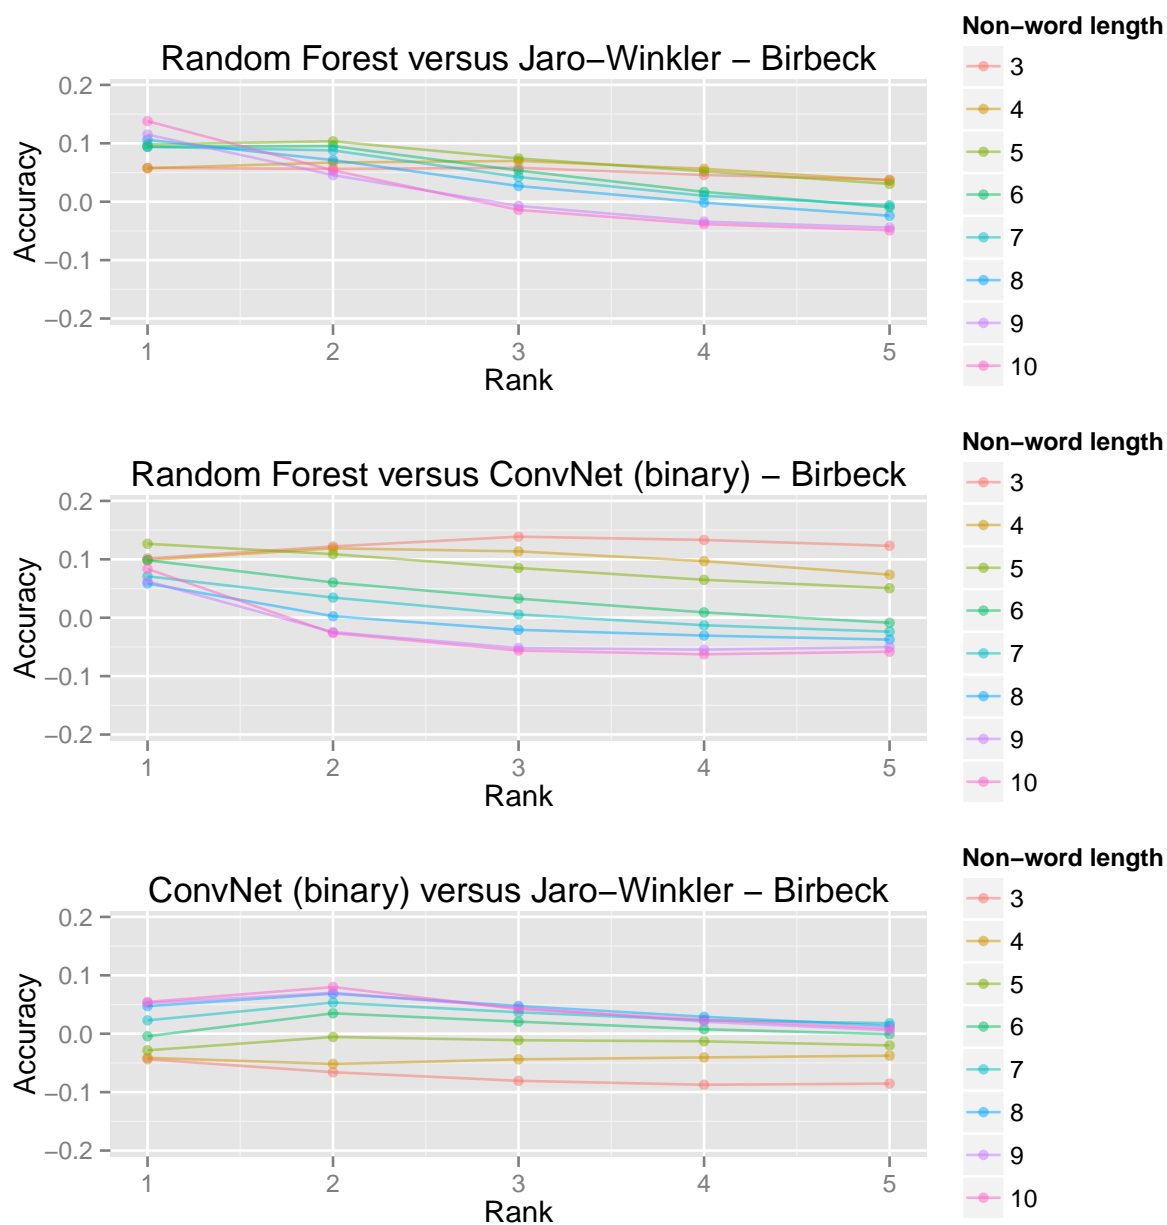 Random Forest versus Jaro−Winkler − Birbeck
0.2
0.1
0.0
−0.1
−0.2
Accuracy
1 2 3 4 5
Rank
Non−word length
3
4
5
6
7
8
9
10
Random Forest versus ConvNet (binary) − Birbeck
0.2
0.1
0.0
−0.1
−0.2
Accuracy
1 2 3 4 5
Rank
Non−word length
3
4
5
6
7
8
9
10
ConvNet (binary) versus Jaro−Winkler − Birbeck
0.2
0.1
0.0
−0.1
−0.2
Accuracy
1 2 3 4 5
Rank
Non−word length
3
4
5
6
7
8
9
10